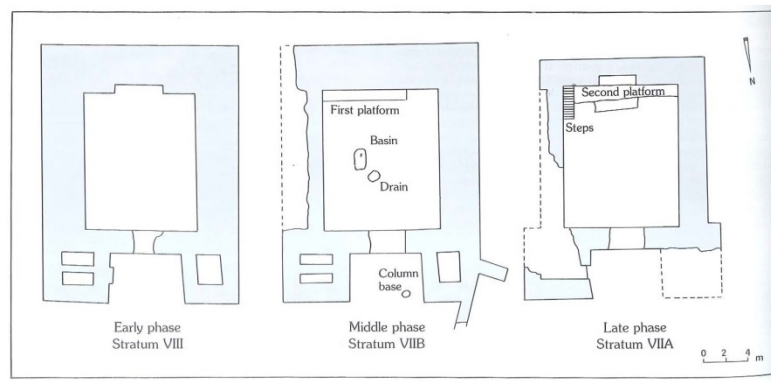 First platform
Basin
Drain
Column
base
Second platform
Steps
N
Early phase
Stratum VIII
Middle phase
Stratum VIIB
Late phase
Stratum VIIA
0 2 4
m